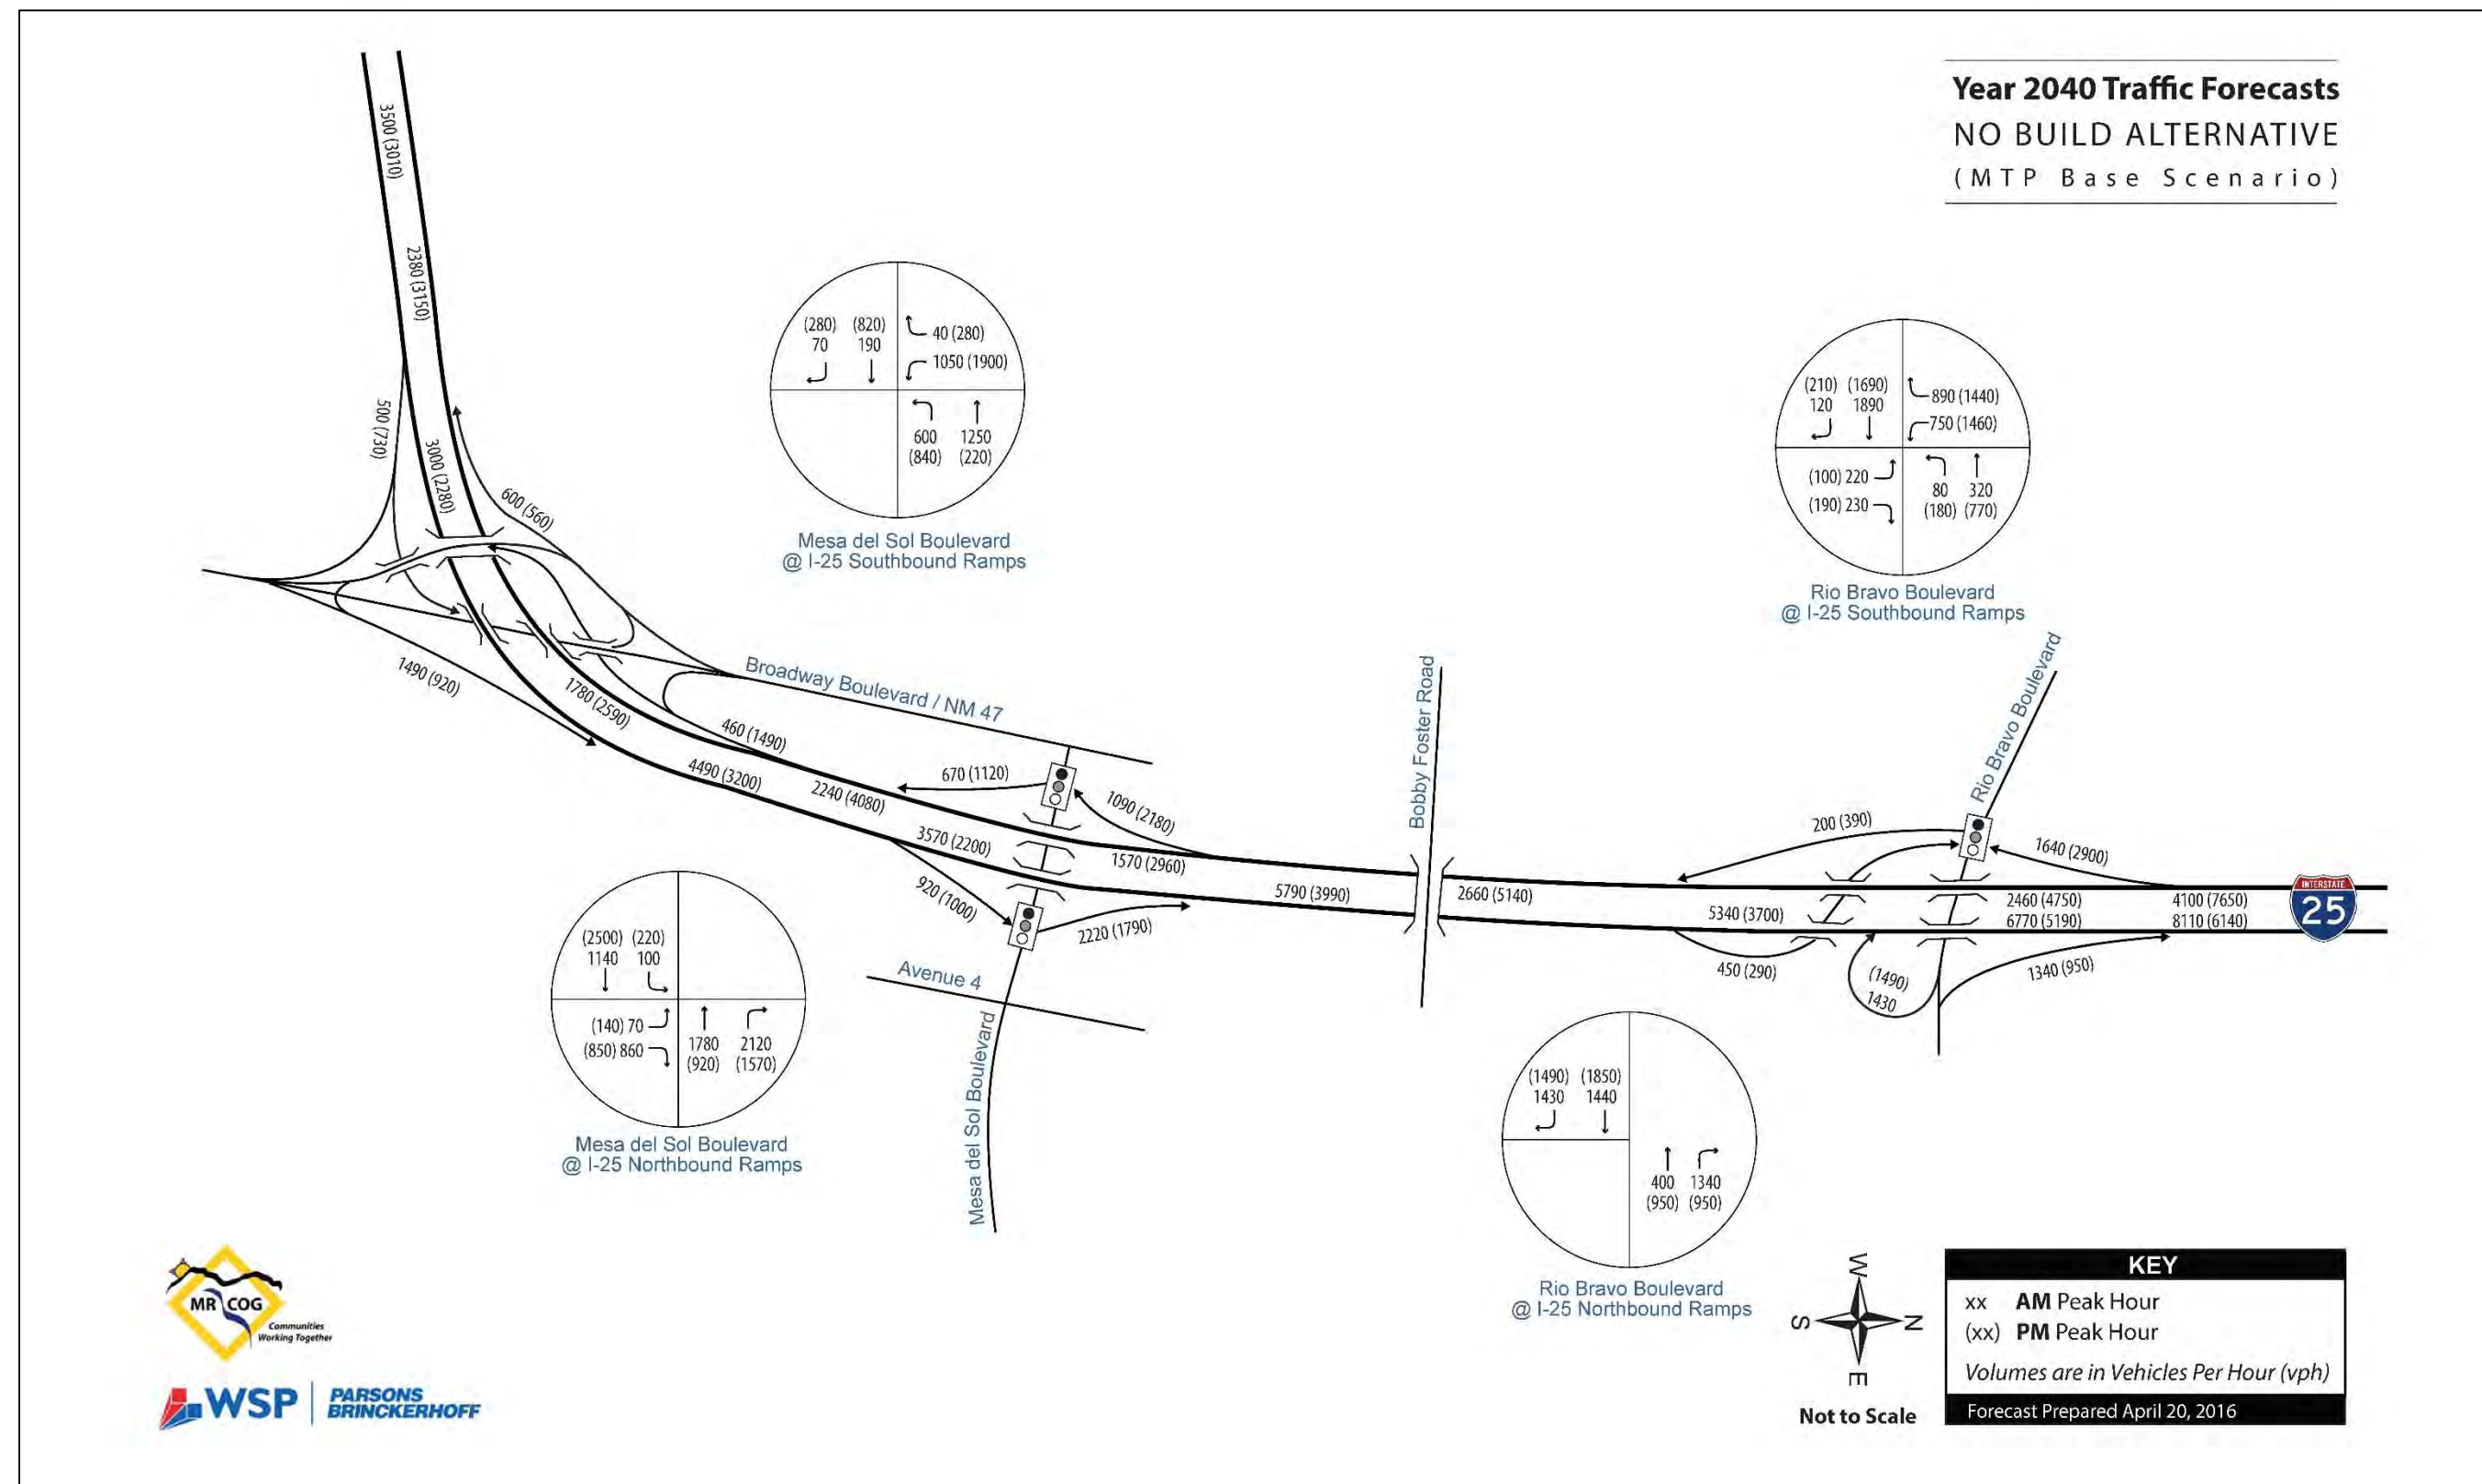 Year 2040 Traffic Forecasts
NO BUILD ALTERNATIVE
(MTP Base Scenario)
3500 (3010)
2380 (3150)
500 (730)
3000 (2280)
600 (560)
1490 (920)
1780 (2590)
460 (1490)
4490 (3200)
2240 (4080)
3570 (2200)
670 (1120)
1090 (2180)
920 (1000)
2220 (1790)
1570 (2960)
5790 (3990)
2660 (5140)
5340 (3700)
200 (390)
1640 (2900)
2460 (4750)
6770 (5190)
4100 (7650)
8110 (6140)
450 (290)
(1490)
1430
1340 (950)
INTERSTATE
25
Broadway Boulevard / NM 47
Bobby Foster Road
Rio Bravo Boulevard
Avenue 4
Mesa del Sol Boulevard
(280) (820)
70 190
40 (280)
1050 (1900)
600 1250
(840) (220)
Mesa del Sol Boulevard
@ I-25 Southbound Ramps
(210) (1690)
120 1890
890 (1440)
750 (1460)
(100) 220
(190) 230
80 320
(180) (770)
Rio Bravo Boulevard
@ I-25 Southbound Ramps
(2500) (220)
1140 100
(140) 70
(850) 860
1780 2120
(920) (1570)
Mesa del Sol Boulevard
@ I-25 Northbound Ramps
(1490) (1850)
1430 1440
400 1340
(950) (950)
Rio Bravo Boulevard
@ I-25 Northbound Ramps
MR COG
Communities
Working Together
WSP
PARSONS
BRINCKERHOFF
W
S
N
E
Not to Scale
KEY
xx AM Peak Hour
(xx) PM Peak Hour
Volumes are in Vehicles Per Hour (vph)
Forecast Prepared April 20, 2016